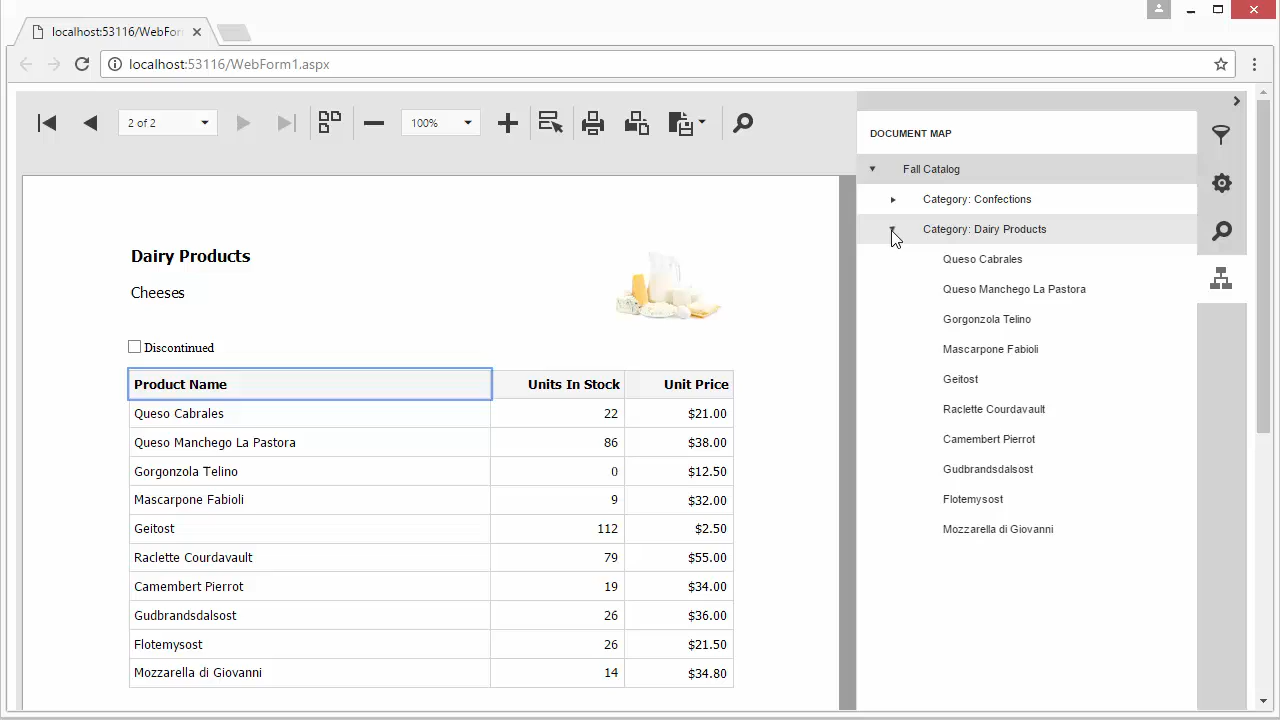 localhost:53116/WebForm
localhost:53116/WebForm1.aspx
2 of 2
100%
DOCUMENT MAP
Fall Catalog
Category: Confections
Category: Dairy Products
Queso Cabrales
Queso Manchego La Pastora
Gorgonzola Telino
Mascarpone Fabioli
Geitost
Raclette Courdavault
Camembert Pierrot
Gudbrandsdalsost
Flotemysost
Mozzarella di Giovanni
Dairy Products
Cheeses
Discontinued
Product Name Units In Stock Unit Price
Queso Cabrales 22 $21.00
Queso Manchego La Pastora 86 $38.00
Gorgonzola Telino 0 $12.50
Mascarpone Fabioli 9 $32.00
Geitost 112 $2.50
Raclette Courdavault 79 $55.00
Camembert Pierrot 19 $34.00
Gudbrandsdalsost 26 $36.00
Flotemysost 26 $21.50
Mozzarella di Giovanni 14 $34.80